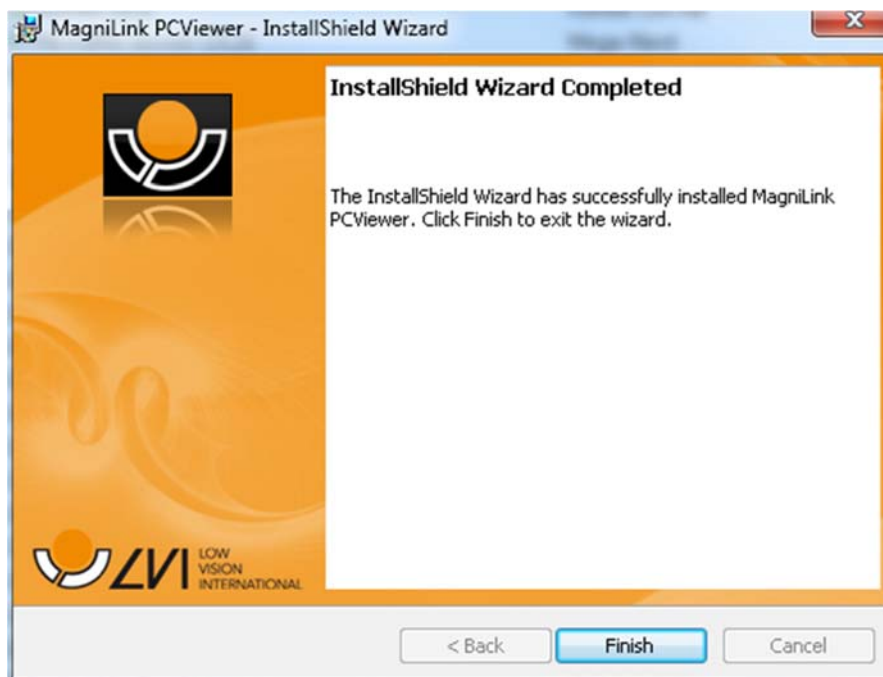 MagniLink PCViewer - InstallShield Wizard
InstallShield Wizard Completed
The InstallShield Wizard has successfully installed MagniLink
PCViewer. Click Finish to exit the wizard.
LVI
LOW
VISION
INTERNATIONAL
< Back
Finish
Cancel